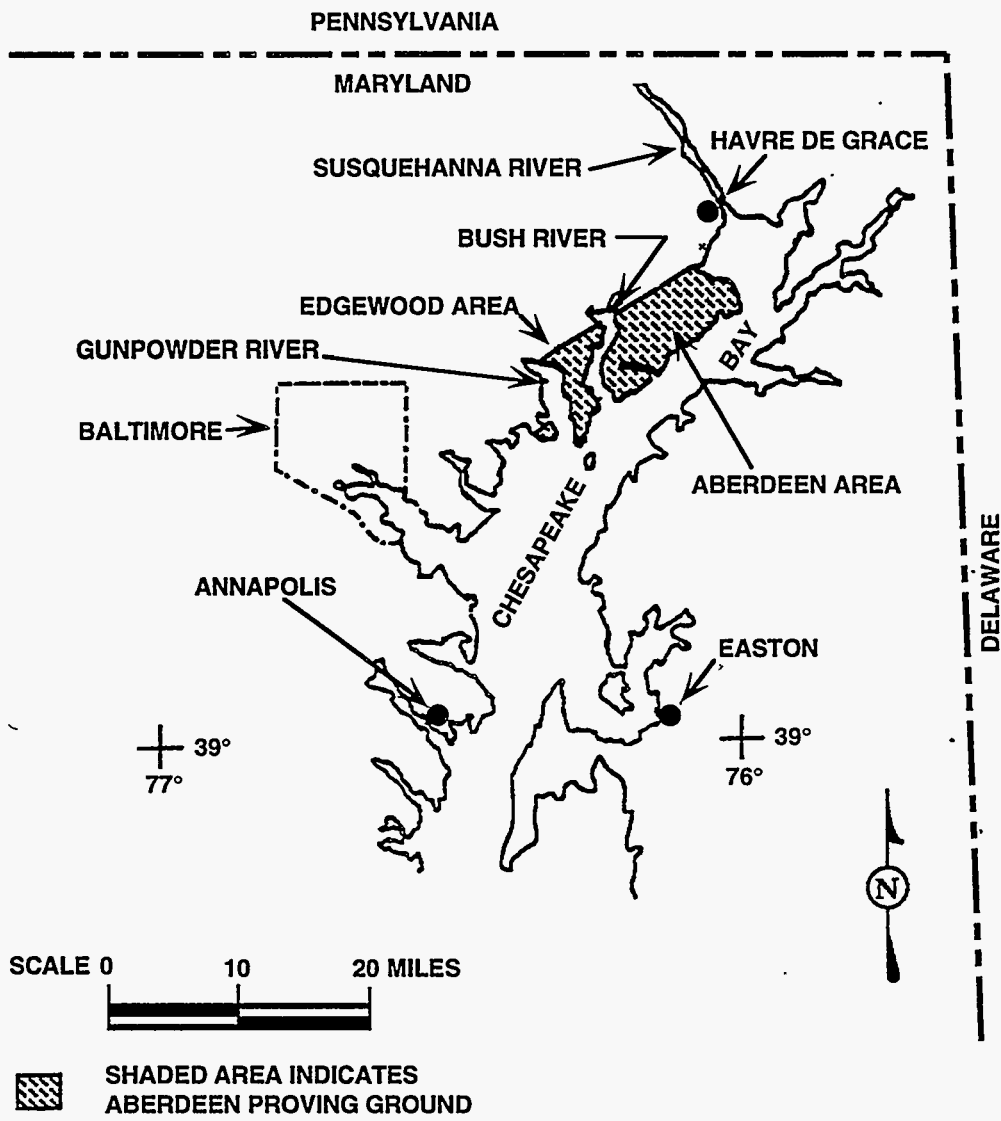 PENNSYLVANIA
MARYLAND
HAVRE DE GRACE
SUSQUEHANNA RIVER
BUSH RIVER
EDGEWOOD AREA
GUNPOWDER RIVER
BAY
BALTIMORE
ABERDEEN AREA
CHESAPEAKE
DELAWARE
ANNAPOLIS
EASTON
39°
77°
39°
76°
N
SCALE 0 10 20 MILES
SHADED AREA INDICATES
ABERDEEN PROVING GROUND